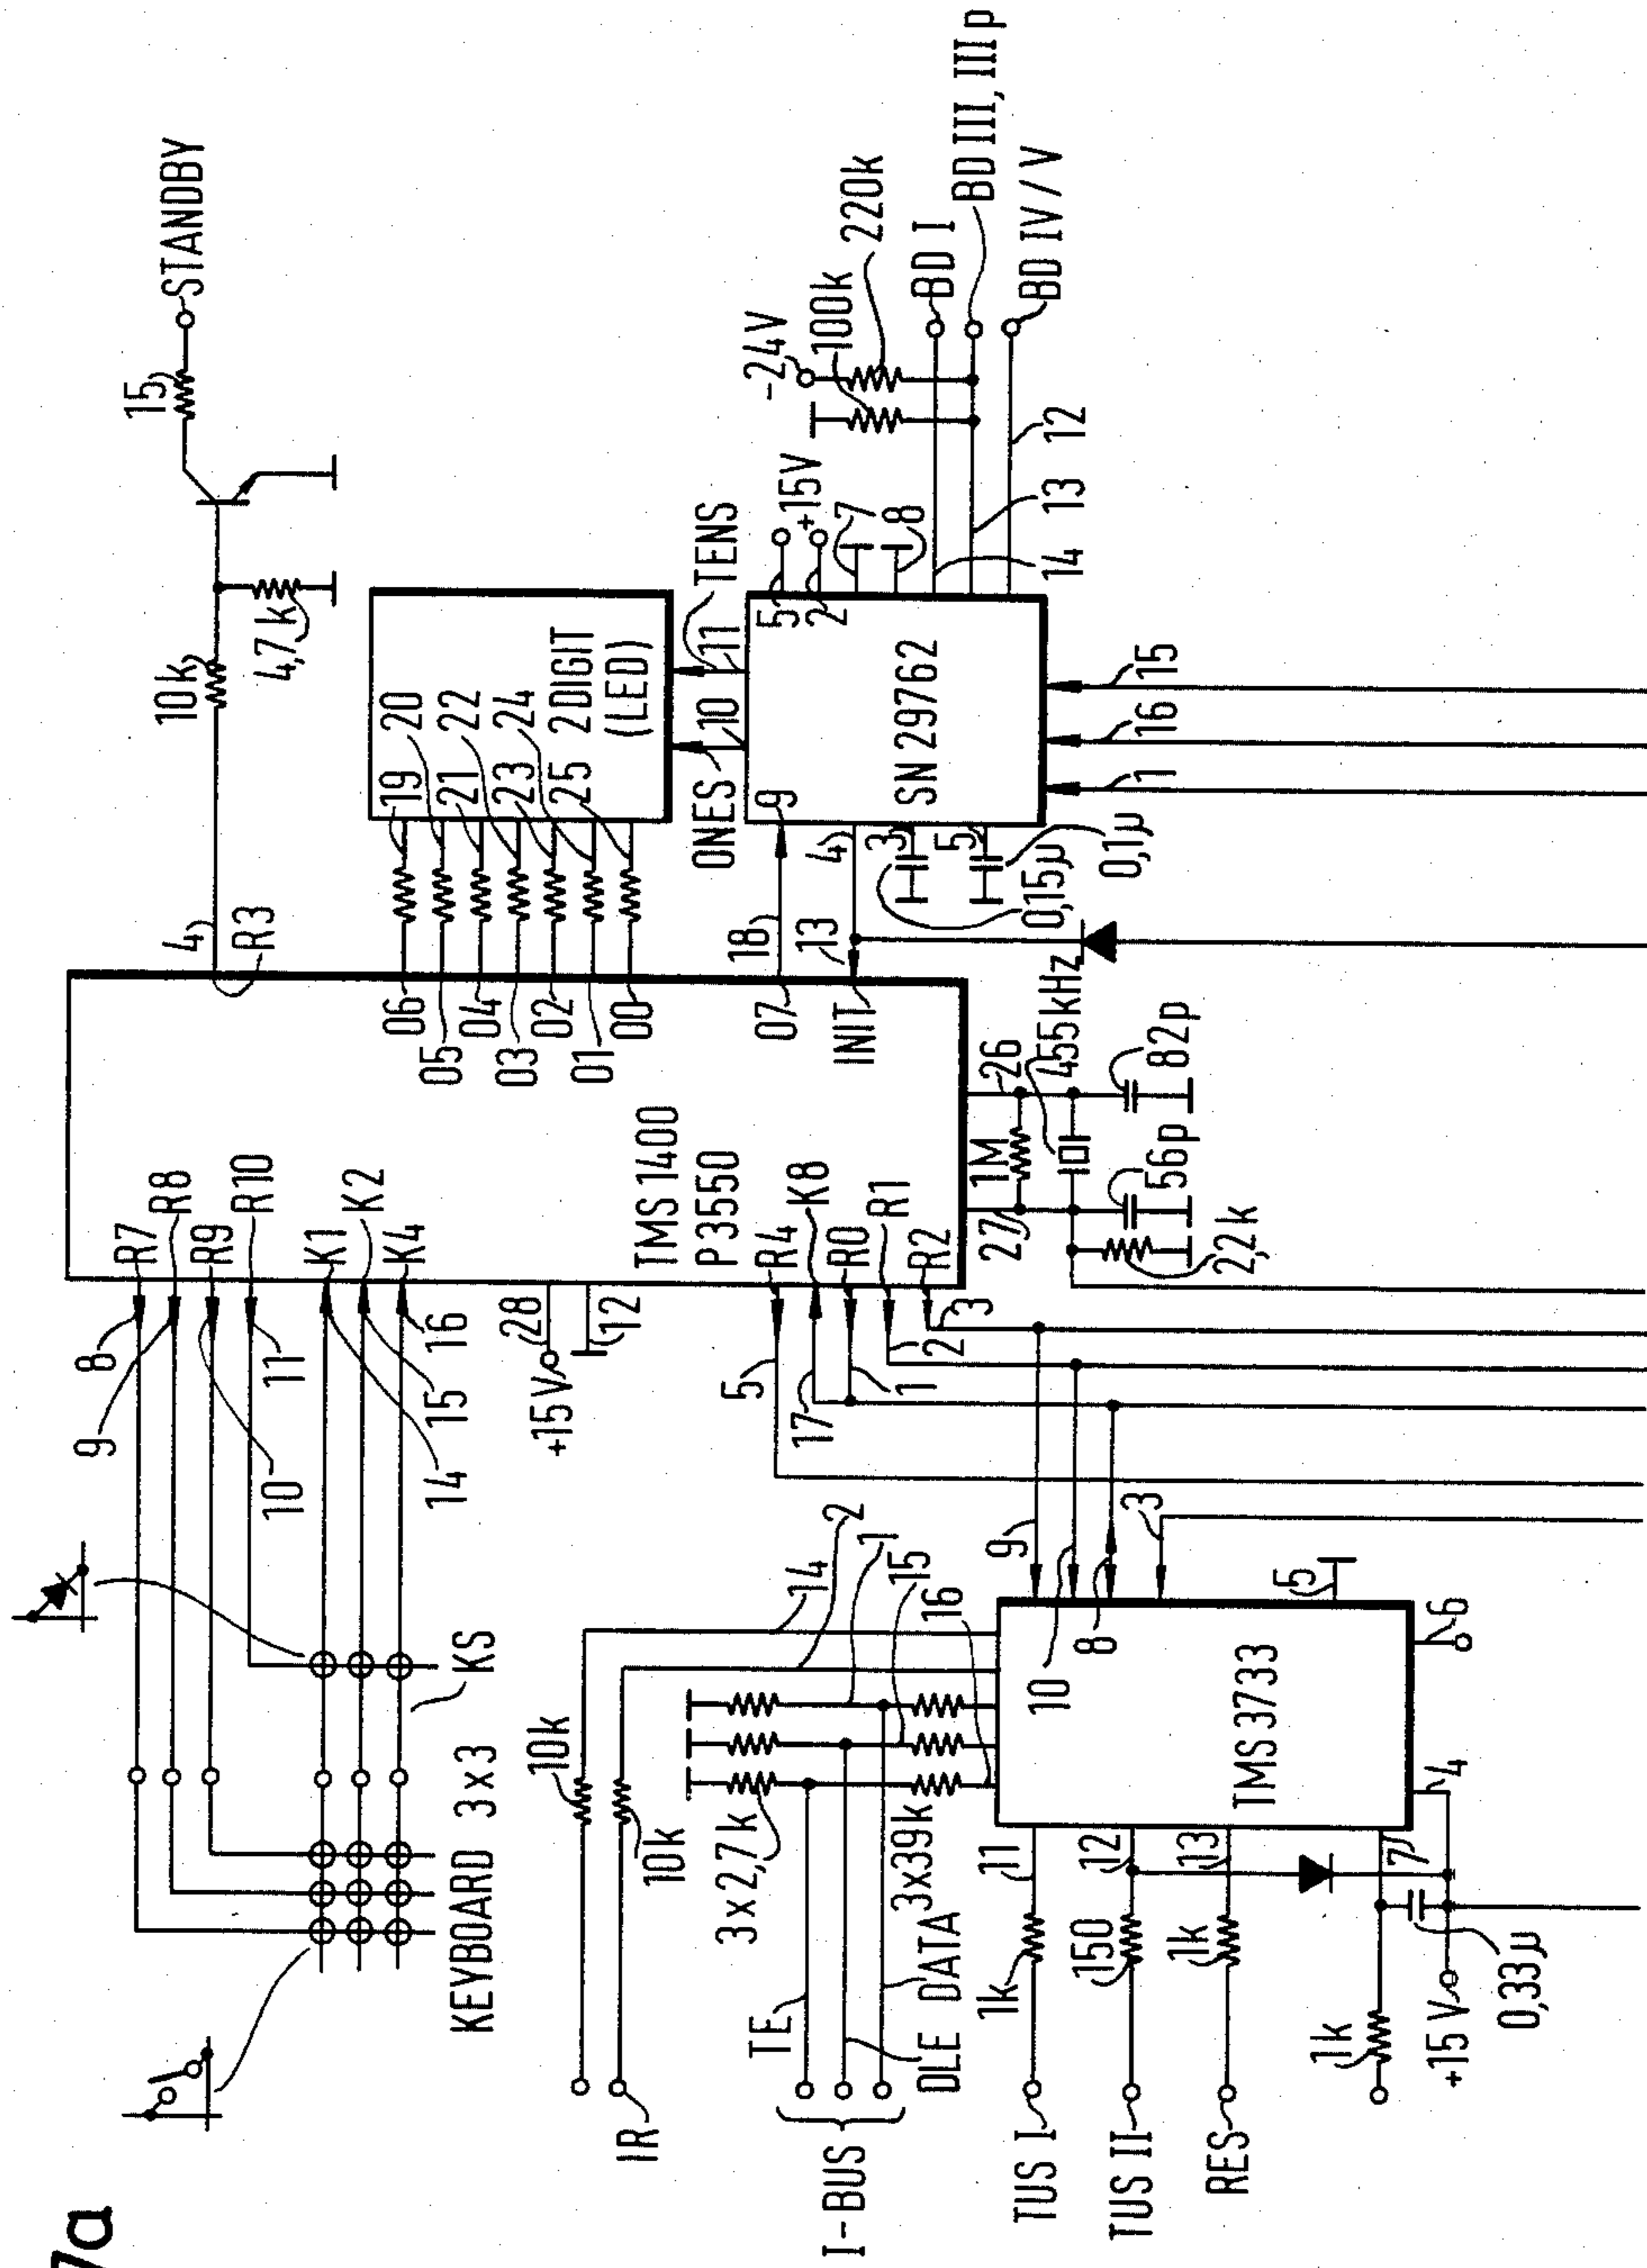 7a
15
STANDBY
10k
4,7k
4
R3
R7
R8
R9
R10
K1
K2
K4
8
9
10
11
14
15
16
KS
KEYBOARD 3x3
+15V
28
12
TMS 1400
P3550
06
05
04
03
02
01
00
19
20
21
22
23
24
25
2DIGIT
(LED)
ONES
10
11
TENS
07
18
9
INIT
13
4
SN 29762
5
2
+15V
7
8
-24V
100k
220k
BD I
BD III, III p
BD IV / V
14
13
12
3
0,15µ
5
0,1µ
1
16
15
R4
K8
R0
R1
R2
5
17
1
2
3
27
1M
26
455kHz
56p
82p
22k
10k
10k
IR
14
2
1
15
16
3x2,7k
3x39k
I-BUS
TE
DLE
DATA
9
10
8
3
5
6
TMS3733
4
7
11
12
13
1k
150
1k
TUS I
TUS II
RES
1k
+15V
0,33µ